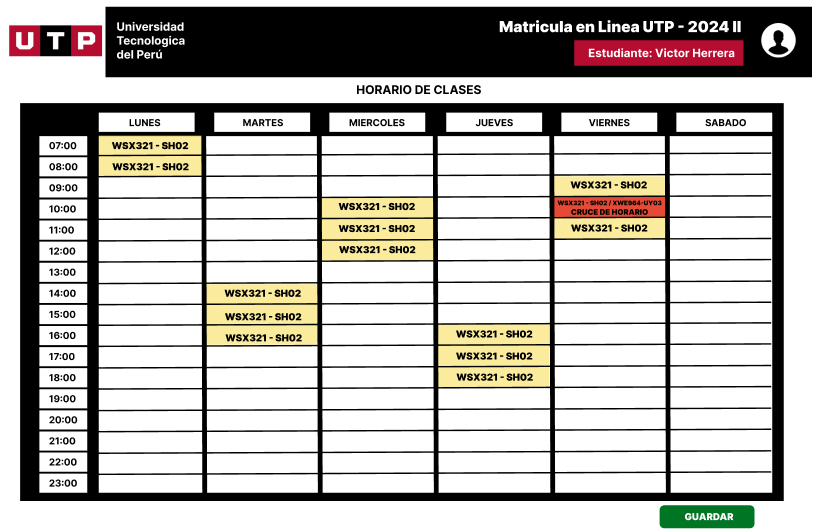 UTP
Universidad
Tecnologica
del Perú
Matricula en Linea UTP - 2024 II
Estudiante: Victor Herrera
HORARIO DE CLASES
LUNES MARTES MIERCOLES JUEVES VIERNES SABADO
07:00 WSX321 - SH02
08:00 WSX321 - SH02
09:00 WSX321 - SH02
10:00 WSX321 - SH02 WSX321 - SH02 / XWE964-UY03
CRUCE DE HORARIO
11:00 WSX321 - SH02 WSX321 - SH02
12:00 WSX321 - SH02
13:00
14:00 WSX321 - SH02
15:00 WSX321 - SH02
16:00 WSX321 - SH02 WSX321 - SH02
17:00 WSX321 - SH02
18:00 WSX321 - SH02
19:00
20:00
21:00
22:00
23:00
GUARDAR